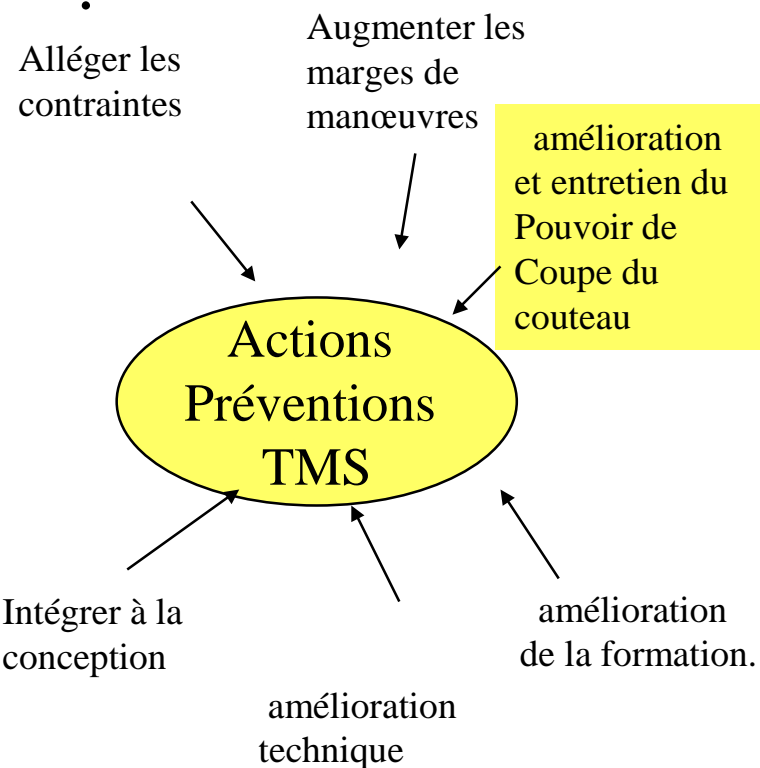 •
Alléger les
contraintes
Augmenter les
marges de
manœuvres
amélioration
et entretien du
Pouvoir de
Coupe du
couteau
Actions
Préventions
TMS
Intégrer à la
conception
amélioration
technique
amélioration
de la formation.